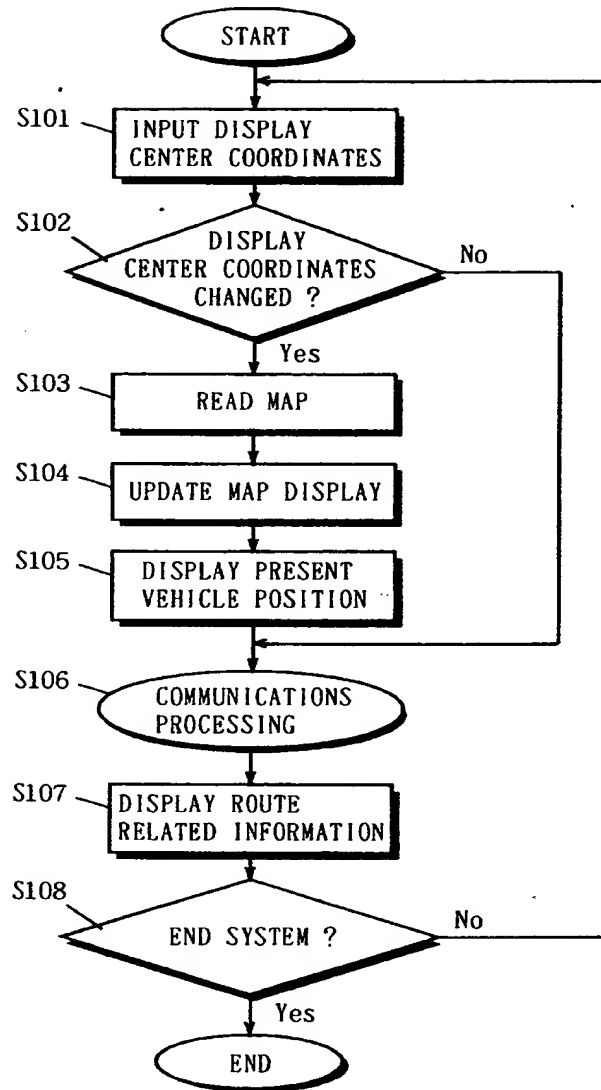 START
S101
INPUT DISPLAY
CENTER COORDINATES
S102
DISPLAY
CENTER COORDINATES
CHANGED ?
No
Yes
S103
READ MAP
S104
UPDATE MAP DISPLAY
S105
DISPLAY PRESENT
VEHICLE POSITION
S106
COMMUNICATIONS
PROCESSING
S107
DISPLAY ROUTE
RELATED INFORMATION
S108
END SYSTEM ?
No
Yes
END